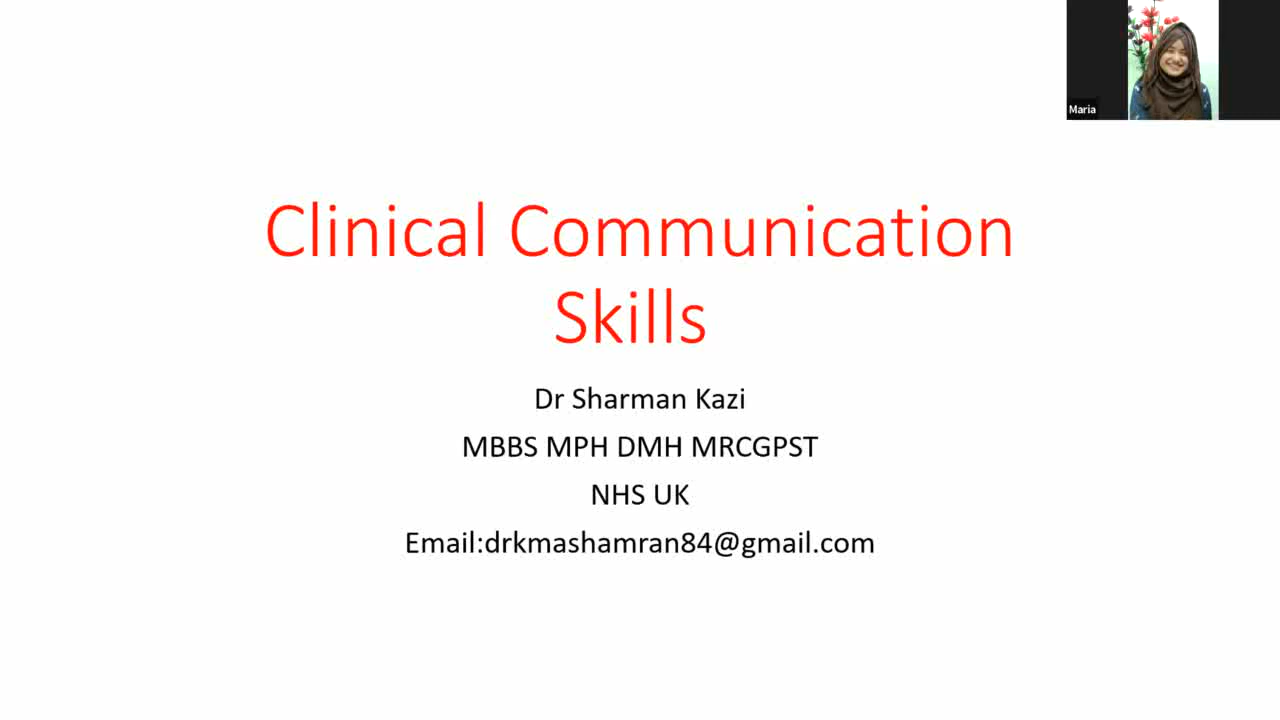 Maria
Clinical Communication
Skills
Dr Sharman Kazi
MBBS MPH DMH MRCGPST
NHS UK
Email:drkmashamran84@gmail.com